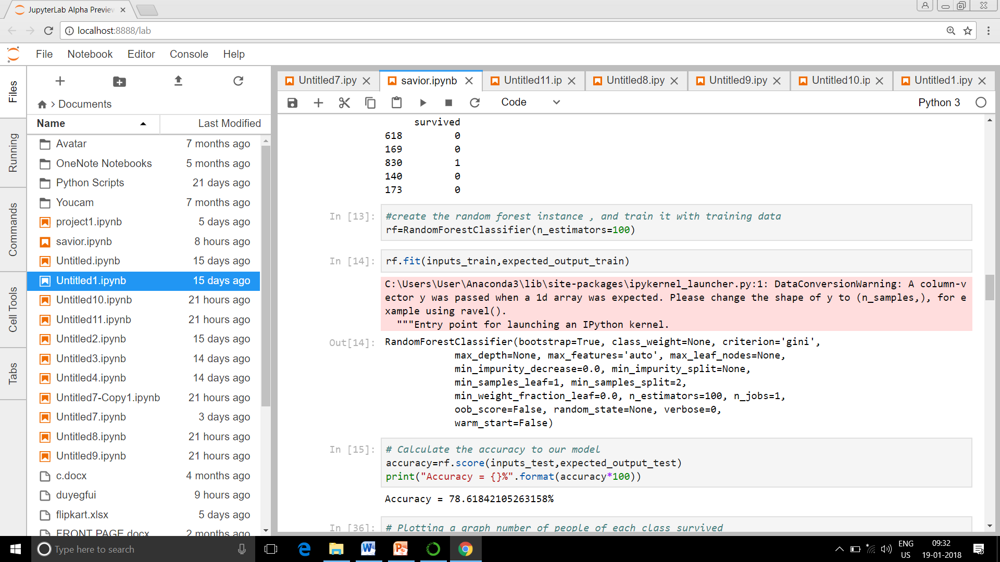 JupyterLab Alpha Preview
localhost:8888/lab
File Notebook Editor Console Help
Files
Running
Commands
Cell Tools
Tabs
Documents
Name Last Modified
Avatar 7 months ago
OneNote Notebooks 5 months ago
Python Scripts 21 days ago
Youcam 7 months ago
project1.ipynb 5 days ago
savior.ipynb 8 hours ago
Untitled.ipynb 15 days ago
Untitled1.ipynb 15 days ago
Untitled10.ipynb 21 hours ago
Untitled11.ipynb 21 hours ago
Untitled2.ipynb 15 days ago
Untitled3.ipynb 14 days ago
Untitled4.ipynb 14 days ago
Untitled7-Copy1.ipynb 21 hours ago
Untitled7.ipynb 3 days ago
Untitled8.ipynb 21 hours ago
Untitled9.ipynb 21 hours ago
c.docx 4 months ago
duyegfui 9 hours ago
flipkart.xlsx 5 days ago
FRONT PAGE.docx 2 months ago
Untitled7.ipy savior.ipynb Untitled11.ip Untitled8.ipy Untitled9.ipy Untitled10.ip Untitled1.ipy
Code Python 3
survived
618 0
169 0
830 1
140 0
173 0
In [13]: #create the random forest instance , and train it with training data
rf=RandomForestClassifier(n_estimators=100)
In [14]: rf.fit(inputs_train,expected_output_train)
C:\Users\User\Anaconda3\lib\site-packages\ipykernel_launcher.py:1: DataConversionWarning: A column-v
ector y was passed when a 1d array was expected. Please change the shape of y to (n_samples,), for e
xample using ravel().
"""Entry point for launching an IPython kernel.
Out[14]: RandomForestClassifier(bootstrap=True, class_weight=None, criterion='gini',
max_depth=None, max_features='auto', max_leaf_nodes=None,
min_impurity_decrease=0.0, min_impurity_split=None,
min_samples_leaf=1, min_samples_split=2,
min_weight_fraction_leaf=0.0, n_estimators=100, n_jobs=1,
oob_score=False, random_state=None, verbose=0,
warm_start=False)
In [15]: # Calculate the accuracy to our model
accuracy=rf.score(inputs_test,expected_output_test)
print("Accuracy = {}%".format(accuracy*100))
Accuracy = 78.61842105263158%
In [36]: # Plotting a graph number of people of each class survived
Type here to search
ENG
US
09:32
19-01-2018